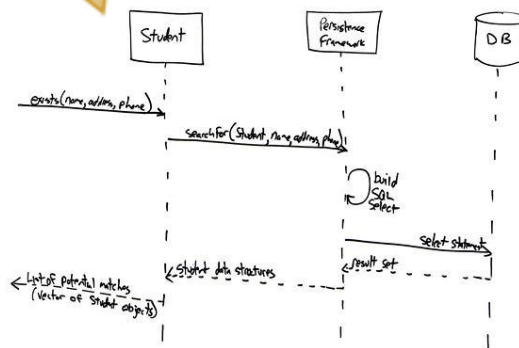 Student
Persistence
Framework
DB
exists(name, address, phone)
searchfor(Student, name, address, phone)
build
SQL
Select
select statement
result set
student data structures
List of potential matches
(vector of Student objects)